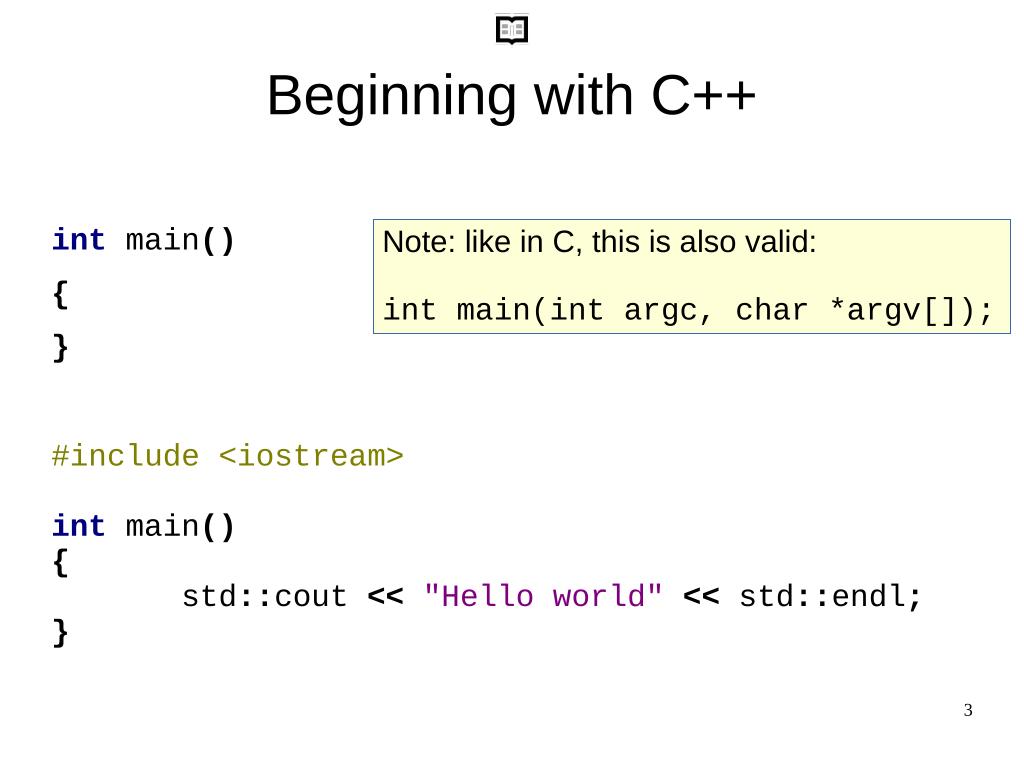 Beginning with C++
int main()
{
}
Note: like in C, this is also valid:
int main(int argc, char *argv[]);
#include <iostream>
int main()
{
std::cout << "Hello world" << std::endl;
}
3